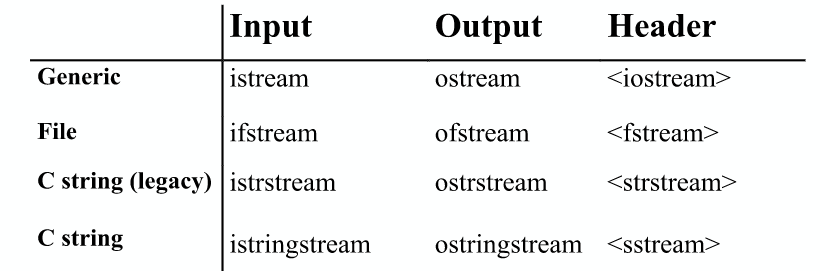 Input Output Header
Generic istream ostream <iostream>
File ifstream ofstream <fstream>
C string (legacy) istrstream ostrstream <strstream>
C string istringstream ostringstream <sstream>